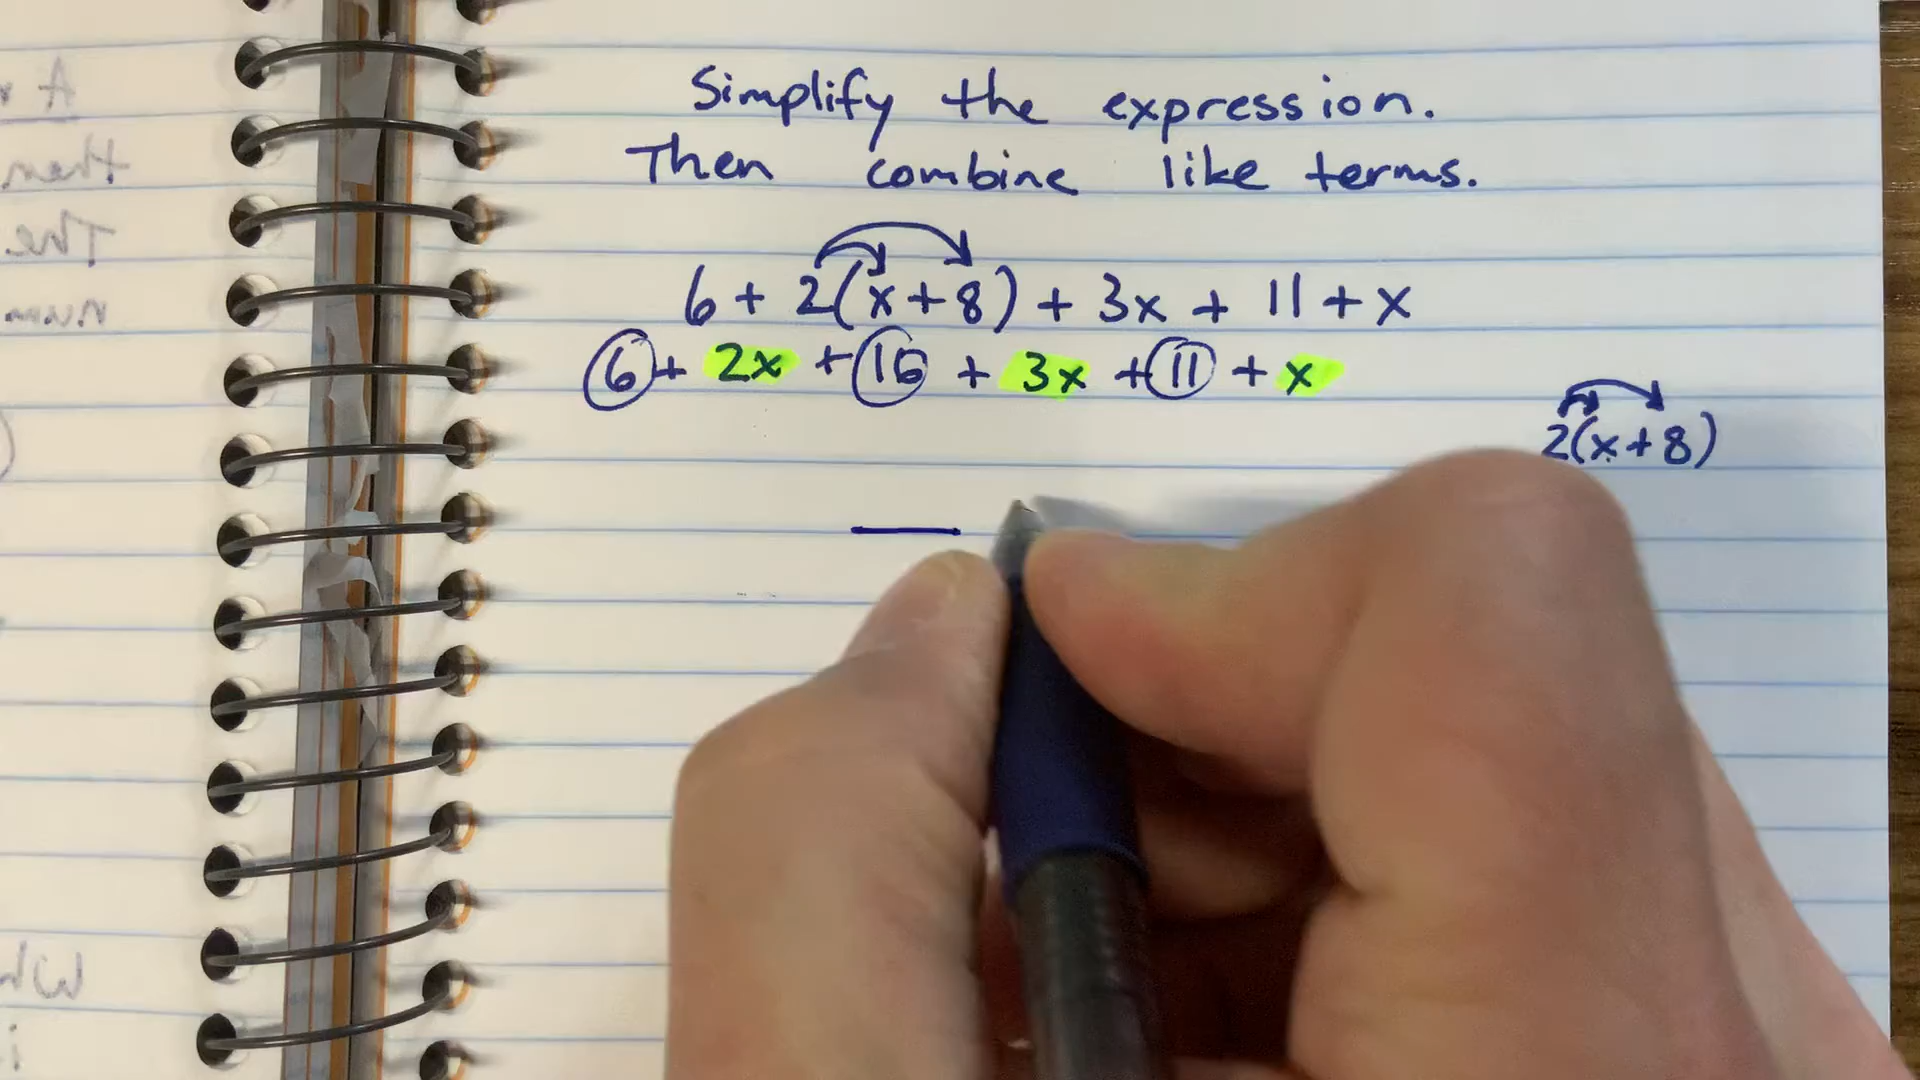 Simplify the expression.
Then combine like terms.
6 + 2(x + 8) + 3x + 11 + x
6 + 2x + 16 + 3x + 11 + x
2(x + 8)